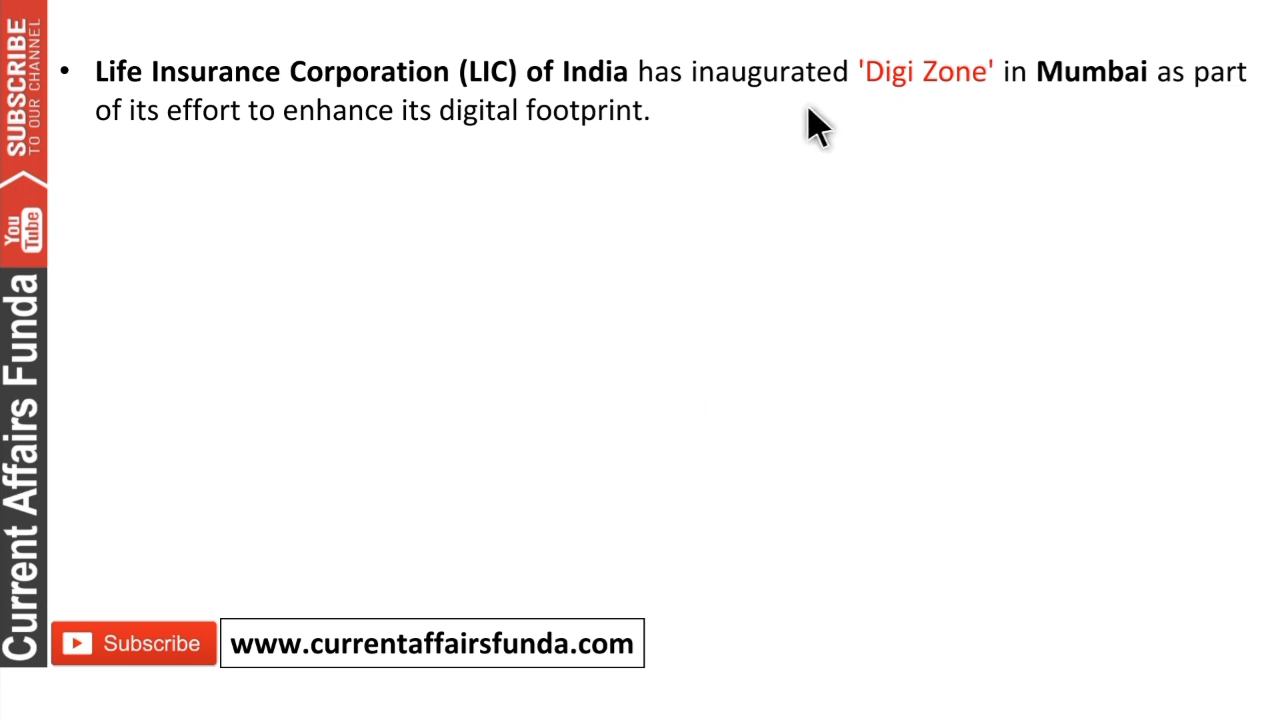 • Life Insurance Corporation (LIC) of India has inaugurated 'Digi Zone' in Mumbai as part
of its effort to enhance its digital footprint.
SUBSCRIBE
TO OUR CHANNEL
You
Tube
Current Affairs Funda
Subscribe
www.currentaffairsfunda.com